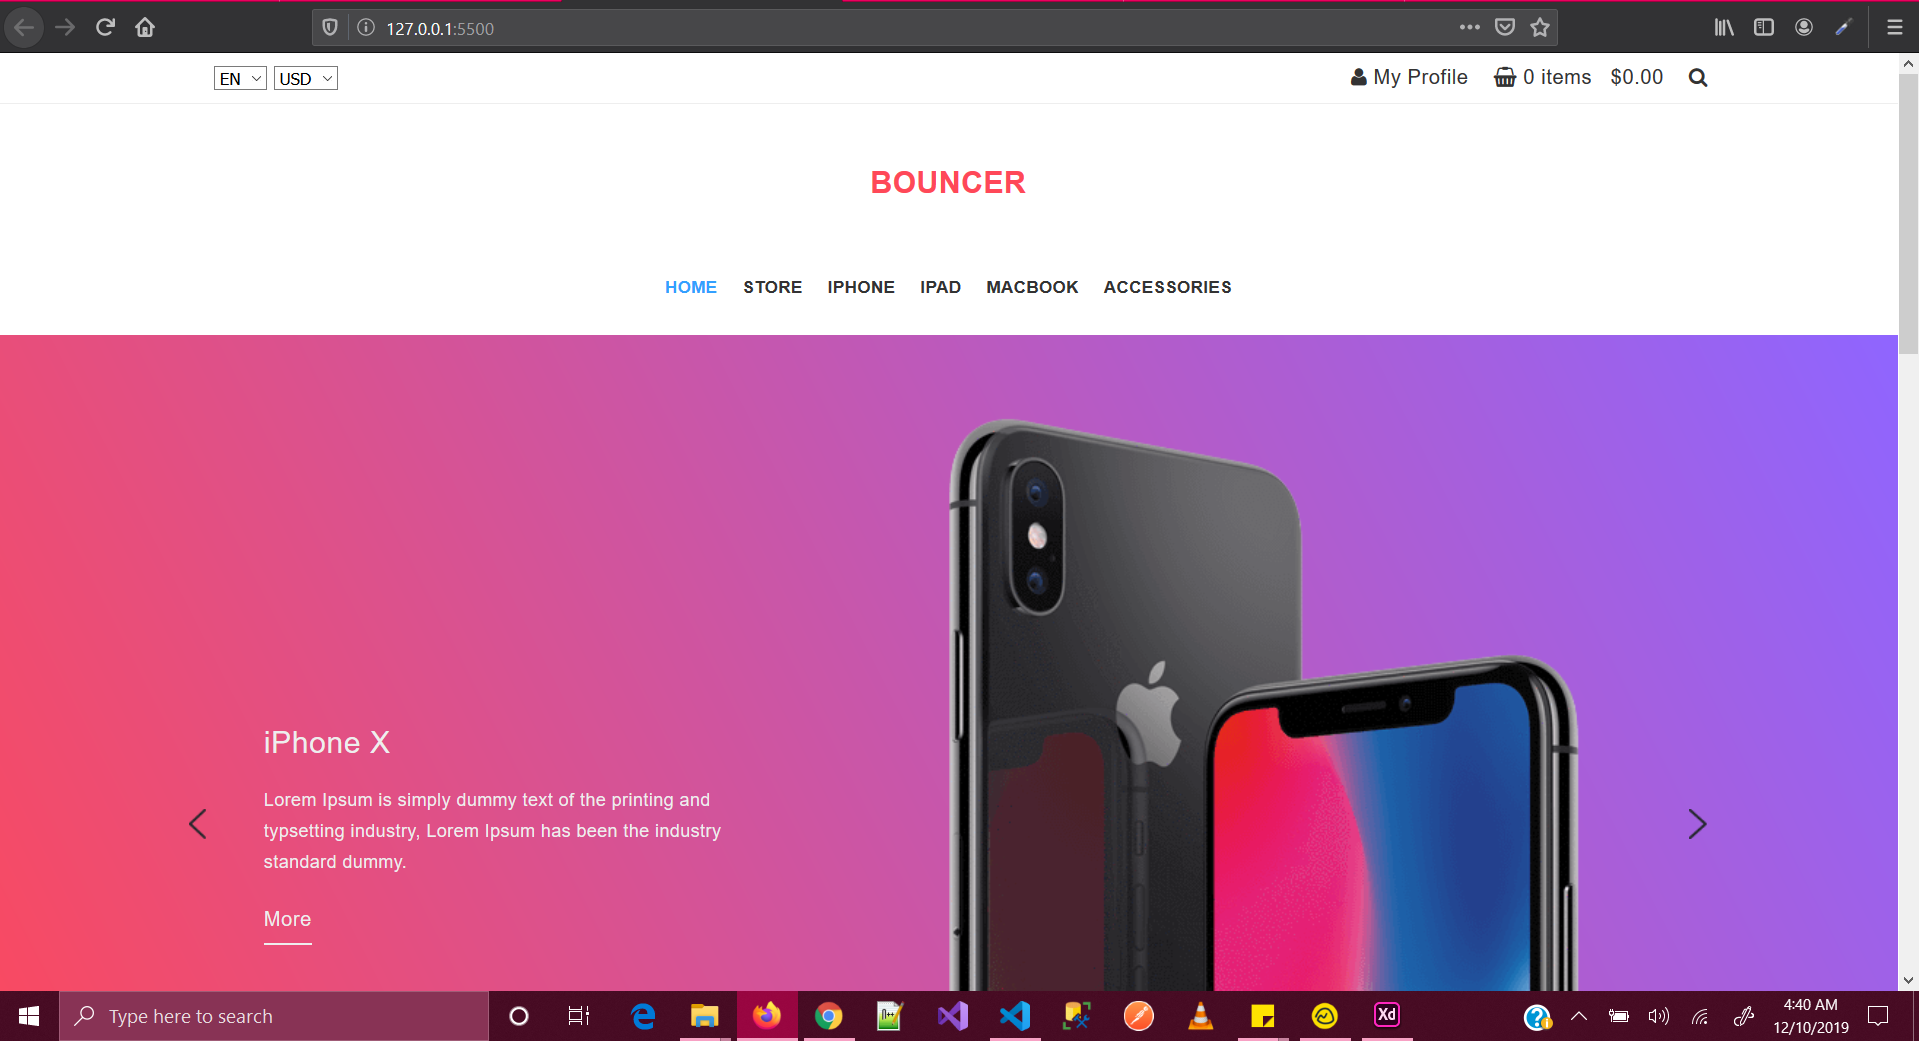 127.0.0.1:5500
EN USD My Profile 0 items $0.00
BOUNCER
HOME STORE IPHONE IPAD MACBOOK ACCESSORIES
iPhone X
Lorem Ipsum is simply dummy text of the printing and
typsetting industry, Lorem Ipsum has been the industry
standard dummy.
More
Type here to search
Xd
4:40 AM
12/10/2019